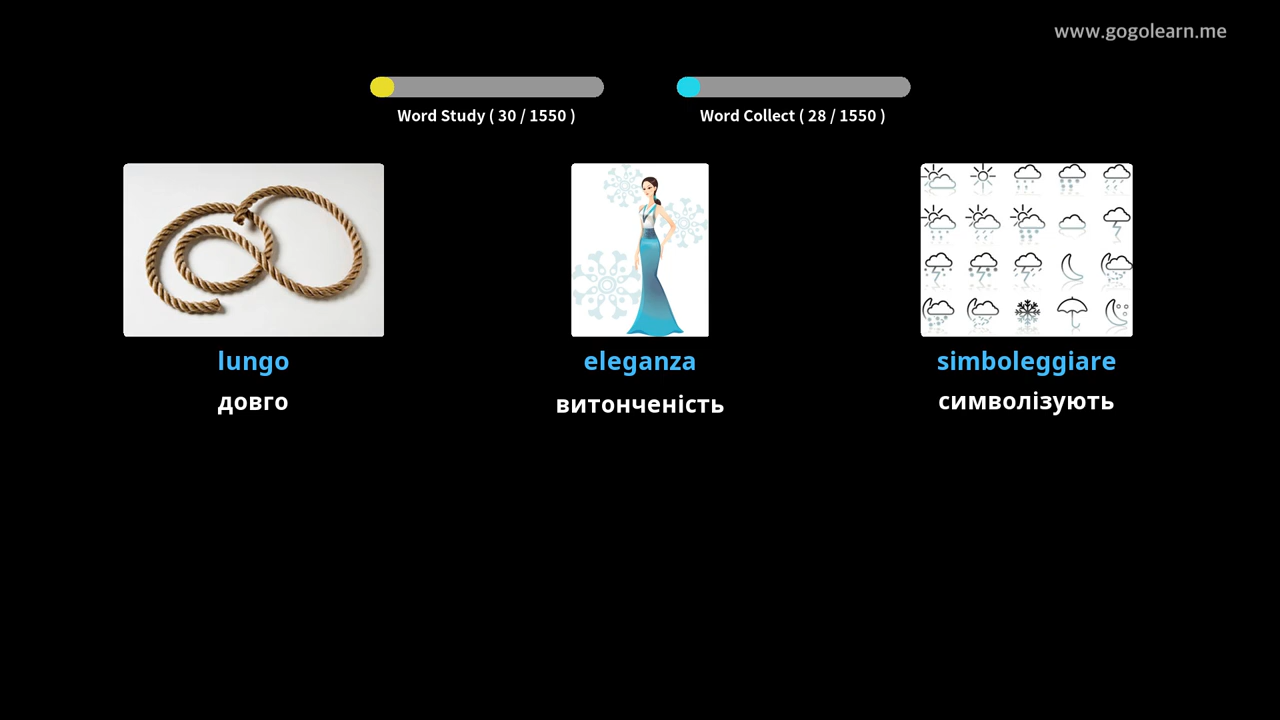 www.gogolearn.me
Word Study ( 30 / 1550 )
Word Collect ( 28 / 1550 )
lungo
eleganza
simboleggiare
довго
витонченість
символізують